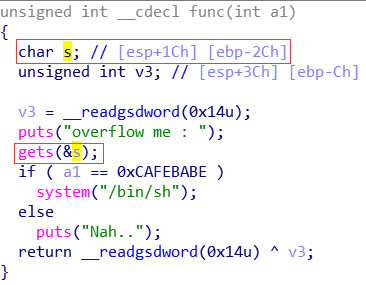 unsigned int __cdecl func(int a1)
{
char s; // [esp+1Ch] [ebp-2Ch]
unsigned int v3; // [esp+3Ch] [ebp-Ch]
v3 = __readgsdword(0x14u);
puts("overflow me : ");
gets(&s);
if ( a1 == 0xCAFEBABE )
system("/bin/sh");
else
puts("Nah..");
return __readgsdword(0x14u) ^ v3;
}